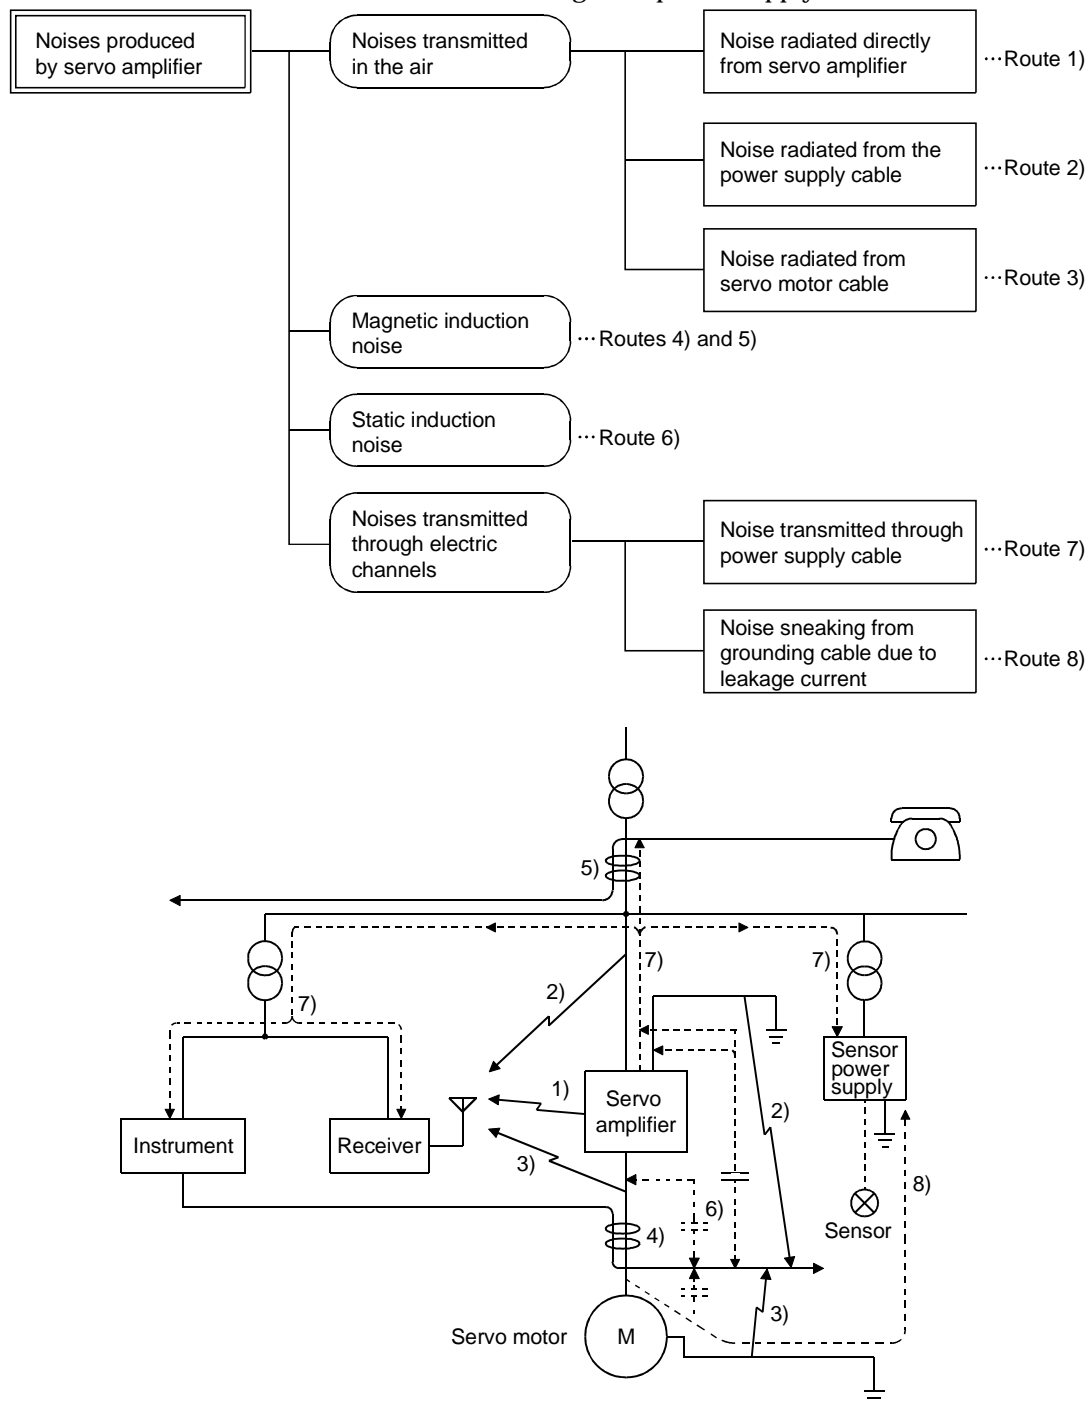 Noises produced
by servo amplifier
Noises transmitted
in the air
Noise radiated directly
from servo amplifier
···Route 1)
Noise radiated from the
power supply cable
···Route 2)
Noise radiated from
servo motor cable
···Route 3)
Magnetic induction
noise
···Routes 4) and 5)
Static induction
noise
···Route 6)
Noises transmitted
through electric
channels
Noise transmitted through
power supply cable
···Route 7)
Noise sneaking from
grounding cable due to
leakage current
···Route 8)
5)
7)
7)
7)
2)
1)
3)
2)
Sensor
power
supply
Servo
amplifier
Instrument
Receiver
8)
6)
4)
Sensor
3)
Servo motor
M